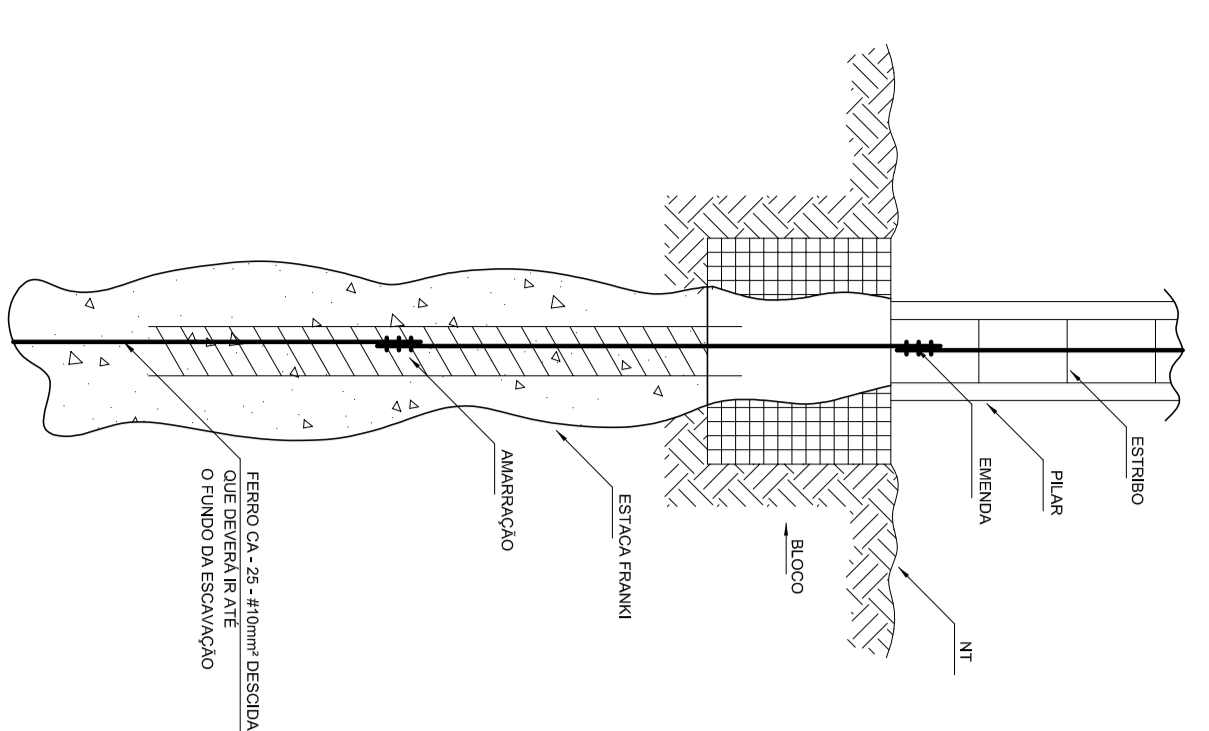 ESTRIBO
PILAR
EMENDA
NT
BLOCO
ESTACA FRANKI
AMARRAÇÃO
FERRO CA - 25 - #10mm² DESCIDA
QUE DEVERÁ IR ATÉ
O FUNDO DA ESCAVAÇÃO